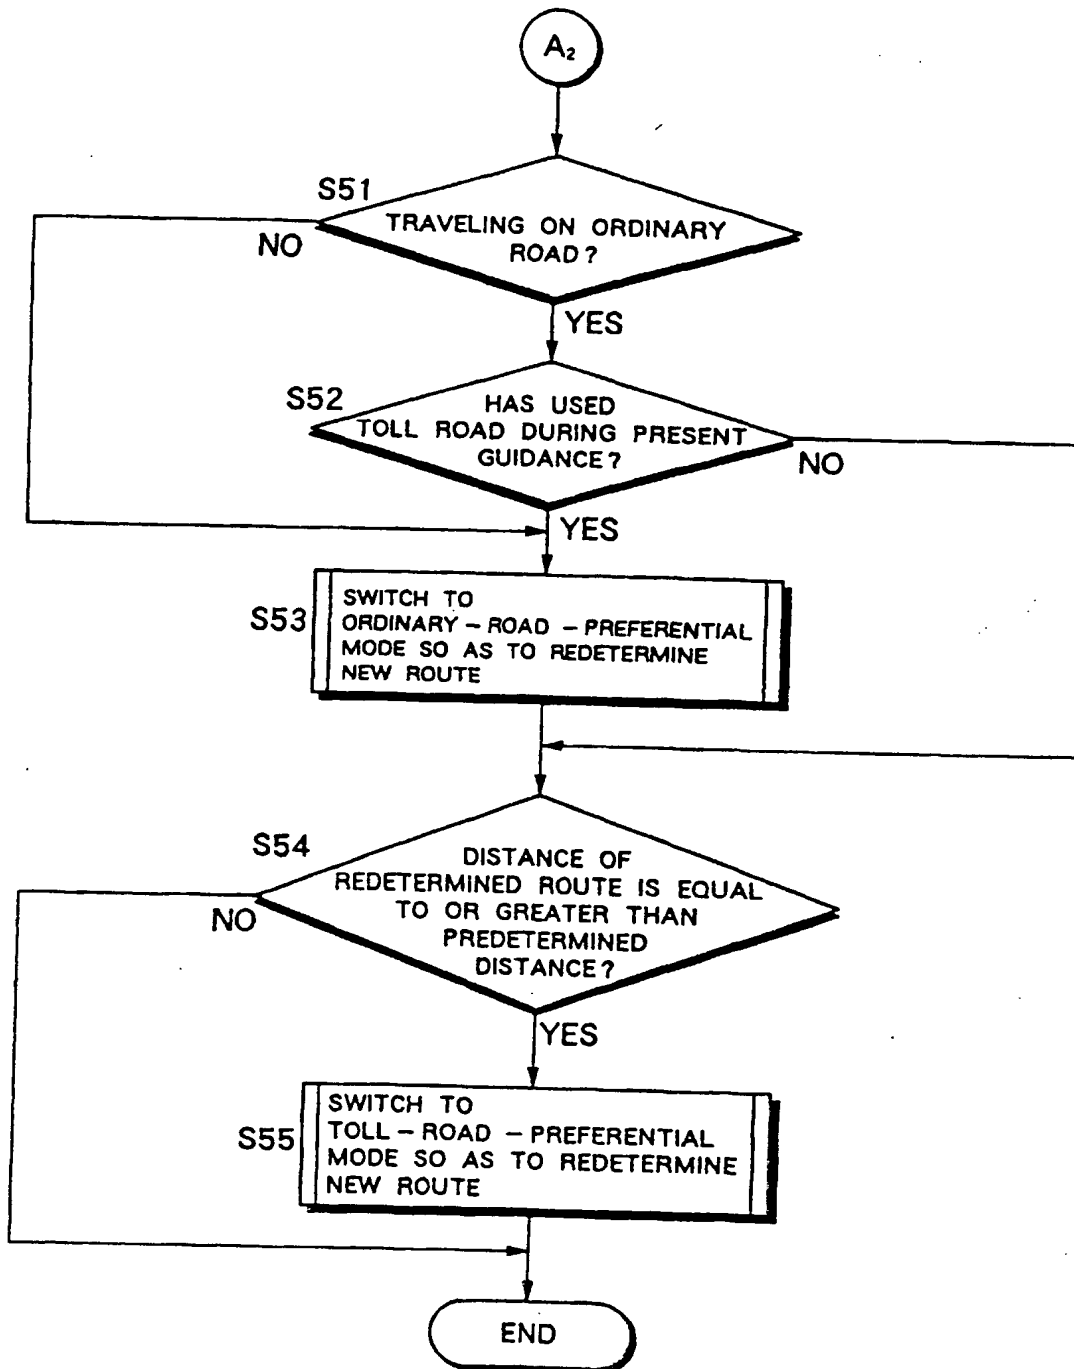 A₂
S51
TRAVELING ON ORDINARY
ROAD?
NO
YES
S52
HAS USED
TOLL ROAD DURING PRESENT
GUIDANCE?
NO
YES
S53
SWITCH TO
ORDINARY-ROAD-PREFERENTIAL
MODE SO AS TO REDETERMINE
NEW ROUTE
S54
DISTANCE OF
REDETERMINED ROUTE IS EQUAL
TO OR GREATER THAN
PREDETERMINED
DISTANCE?
NO
YES
S55
SWITCH TO
TOLL-ROAD-PREFERENTIAL
MODE SO AS TO REDETERMINE
NEW ROUTE
END